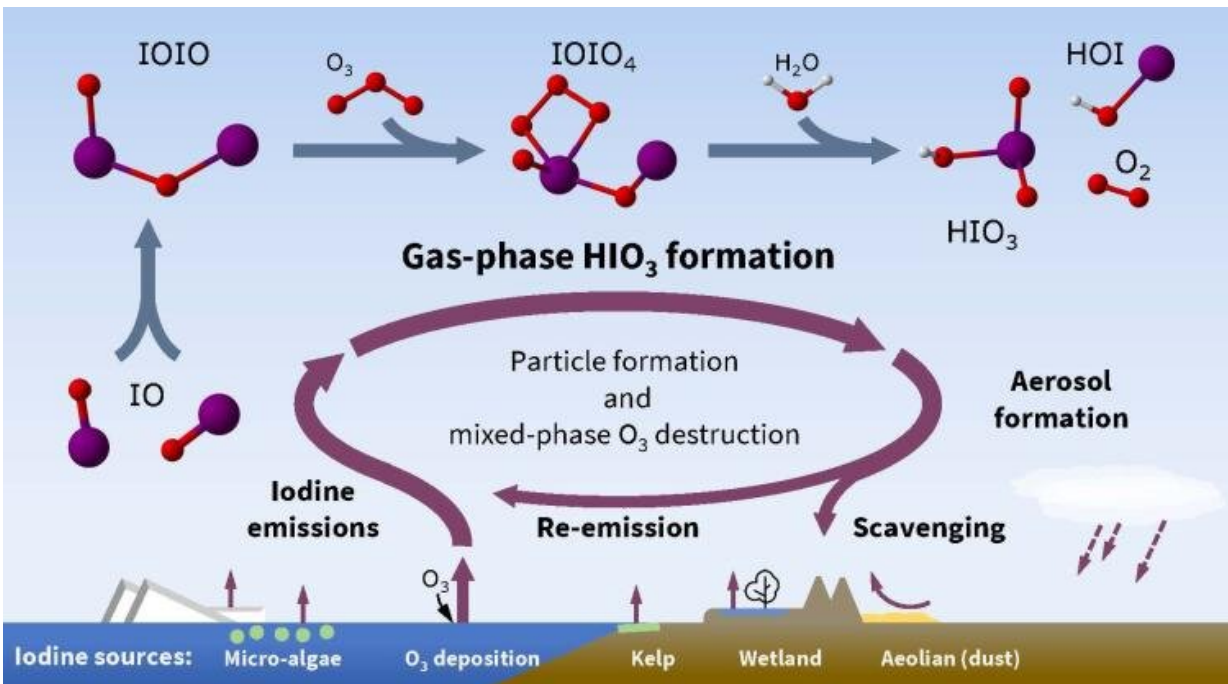 IOIO
O₃
IOIO₄
H₂O
HOI
O₂
HIO₃
Gas-phase HIO₃ formation
IO
Particle formation
and
mixed-phase O₃ destruction
Aerosol
formation
Iodine
emissions
Re-emission
Scavenging
O₃
Iodine sources:
Micro-algae
O₃ deposition
Kelp
Wetland
Aeolian (dust)